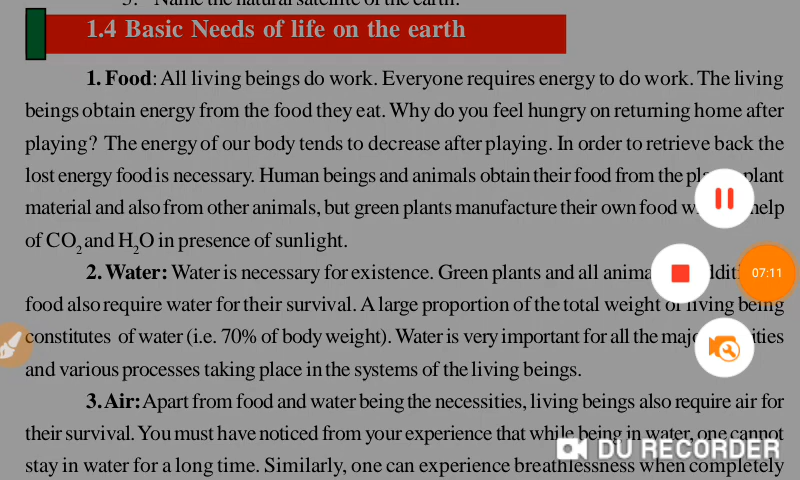 3. Name the natural satellite of the earth.
1.4 Basic Needs of life on the earth
1. Food: All living beings do work. Everyone requires energy to do work. The living
beings obtain energy from the food they eat. Why do you feel hungry on returning home after
playing? The energy of our body tends to decrease after playing. In order to retrieve back the
lost energy food is necessary. Human beings and animals obtain their food from the plant
material and also from other animals, but green plants manufacture their own food help
of CO2 and H2O in presence of sunlight.
2. Water: Water is necessary for existence. Green plants and all
07:11
food also require water for their survival. A large proportion of the total weight of living being
constitutes of water (i.e. 70% of body weight). Water is very important for all the
and various processes taking place in the systems of the living beings.
3. Air: Apart from food and water being the necessities, living beings also require air for
their survival. You must have noticed from your experience that while being in water, one cannot
DU RECORDER
stay in water for a long time. Similarly, one can experience breathlessness when completely